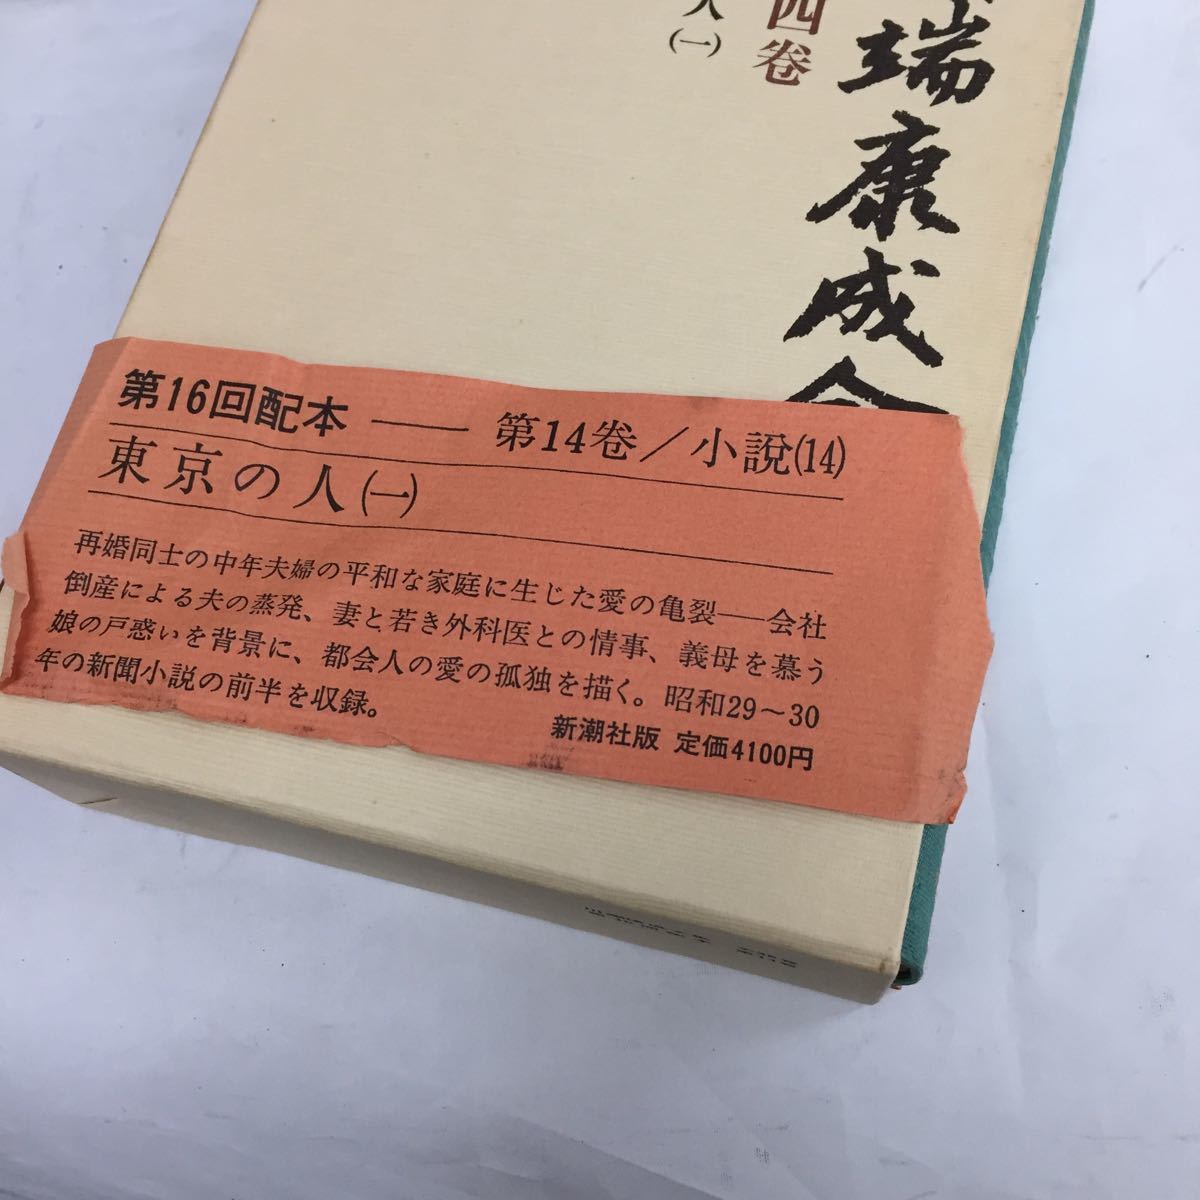 端康成全
四卷
人(一)
第16回配本 —— 第14巻／小説(14)
東京の人(一)
再婚同士の中年夫婦の平和な家庭に生じた愛の亀裂——会社
倒産による夫の蒸発、妻と若き外科医との情事、義母を慕う
娘の戸惑いを背景に、都会人の愛の孤独を描く。昭和29～30
年の新聞小説の前半を収録。
新潮社版 定価4100円